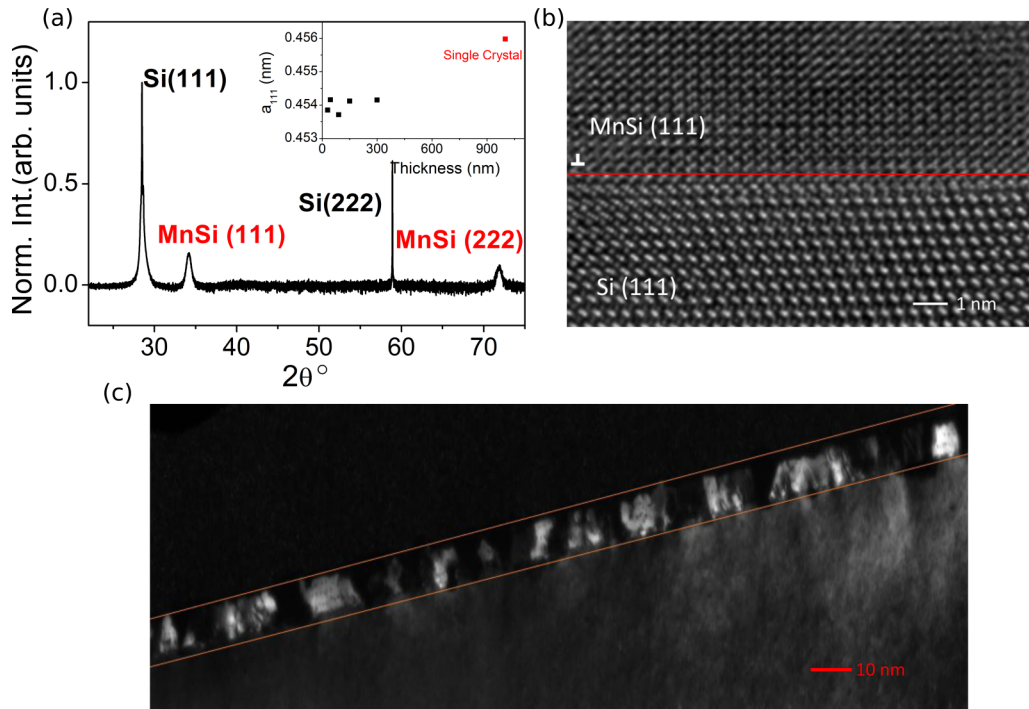 (a)
Norm. Int.(arb. units)
1.0
0.5
0.0
30
40
50
60
70
2θ°
Si(111)
MnSi (111)
Si(222)
MnSi (222)
a111 (nm)
0.456
0.455
0.454
0.453
0
300
600
900
Thickness (nm)
Single Crystal
(b)
MnSi (111)
Si (111)
1 nm
(c)
10 nm